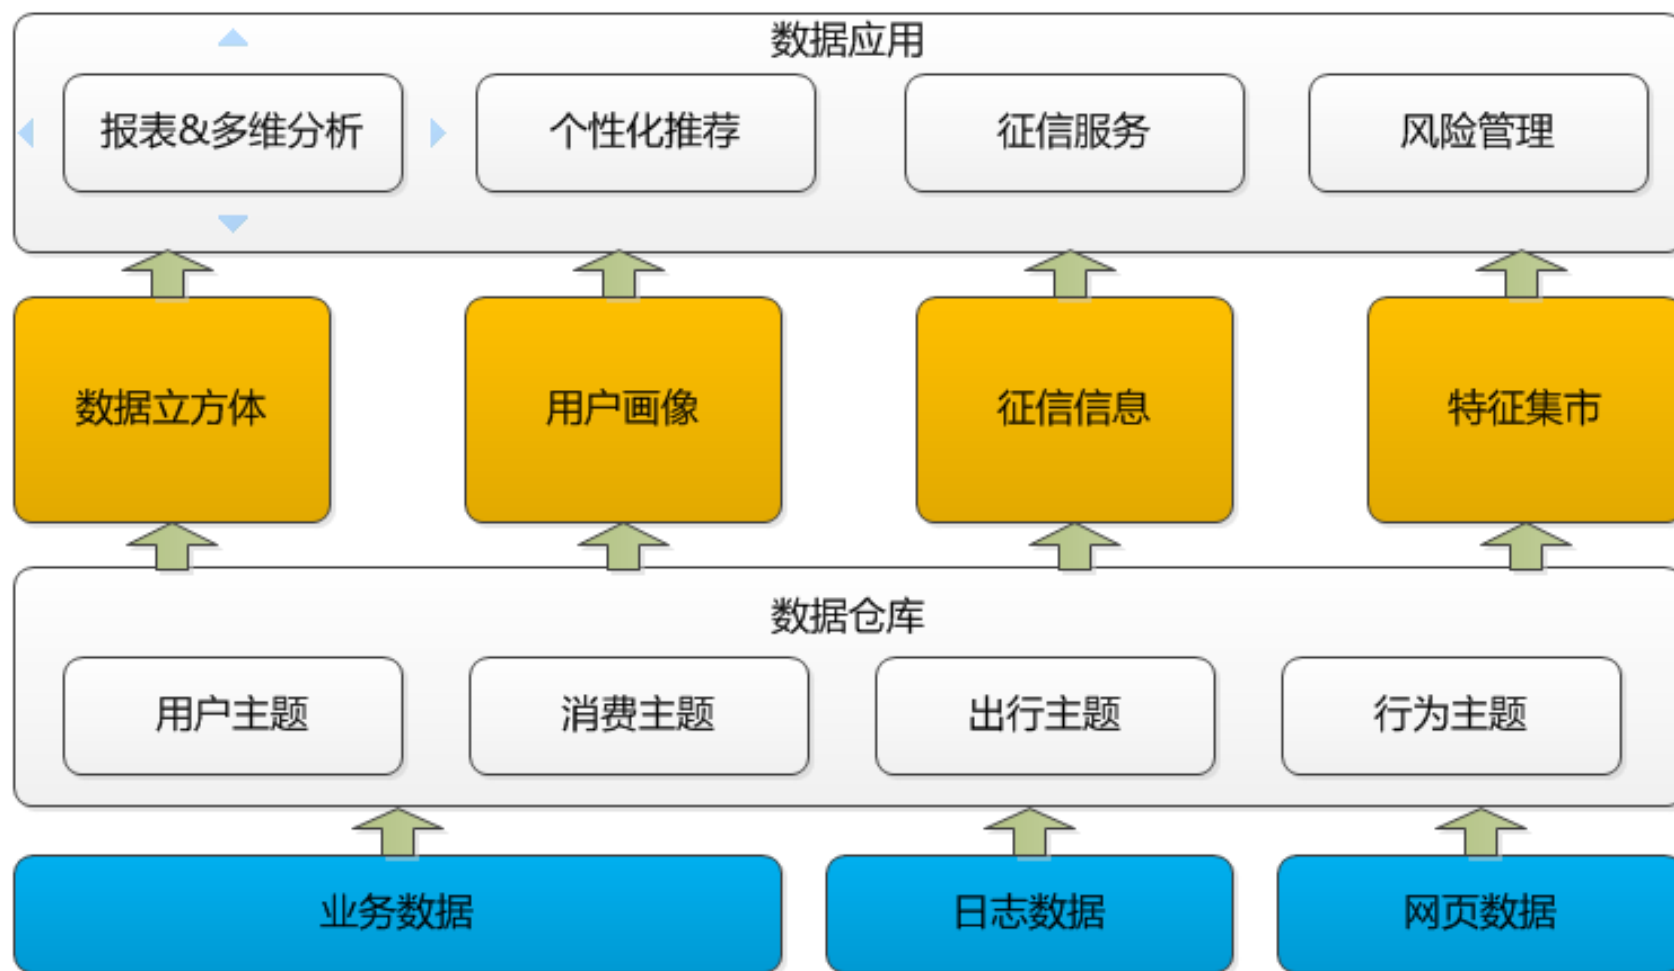 数据应用
报表&多维分析
个性化推荐
征信服务
风险管理
数据立方体
用户画像
征信信息
特征集市
数据仓库
用户主题
消费主题
出行主题
行为主题
业务数据
日志数据
网页数据